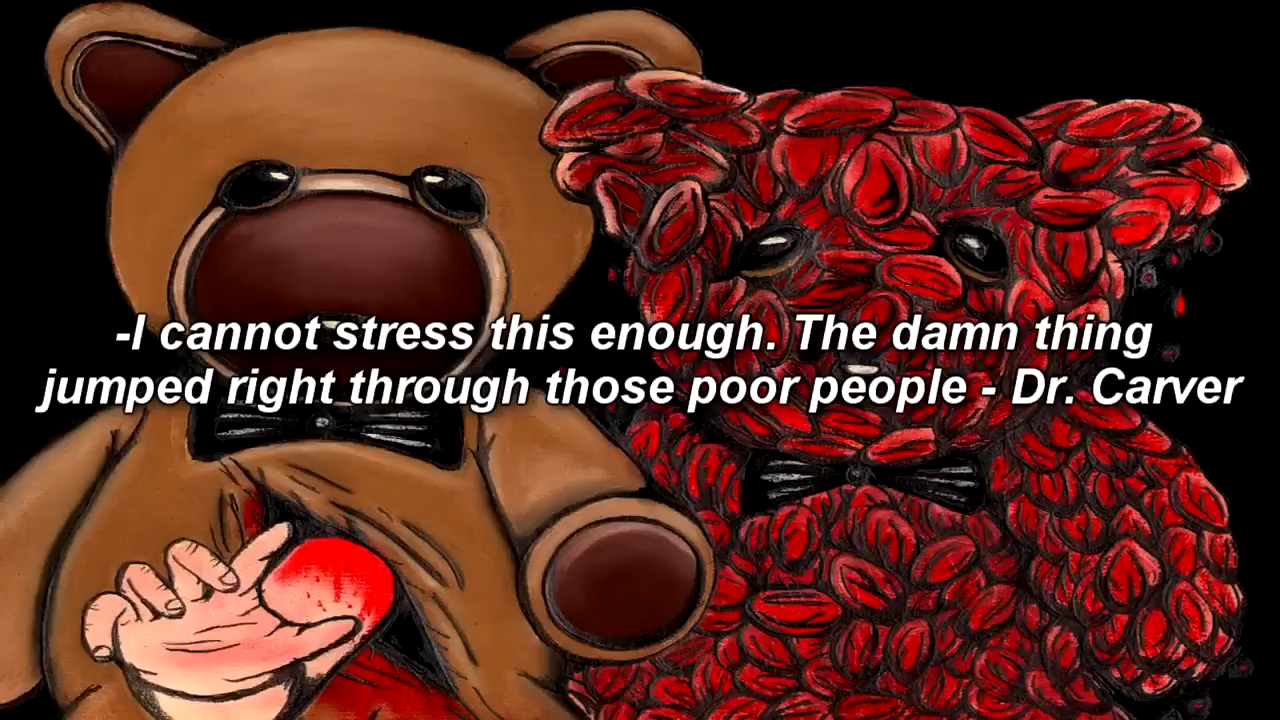 -I cannot stress this enough. The damn thing
jumped right through those poor people - Dr. Carver